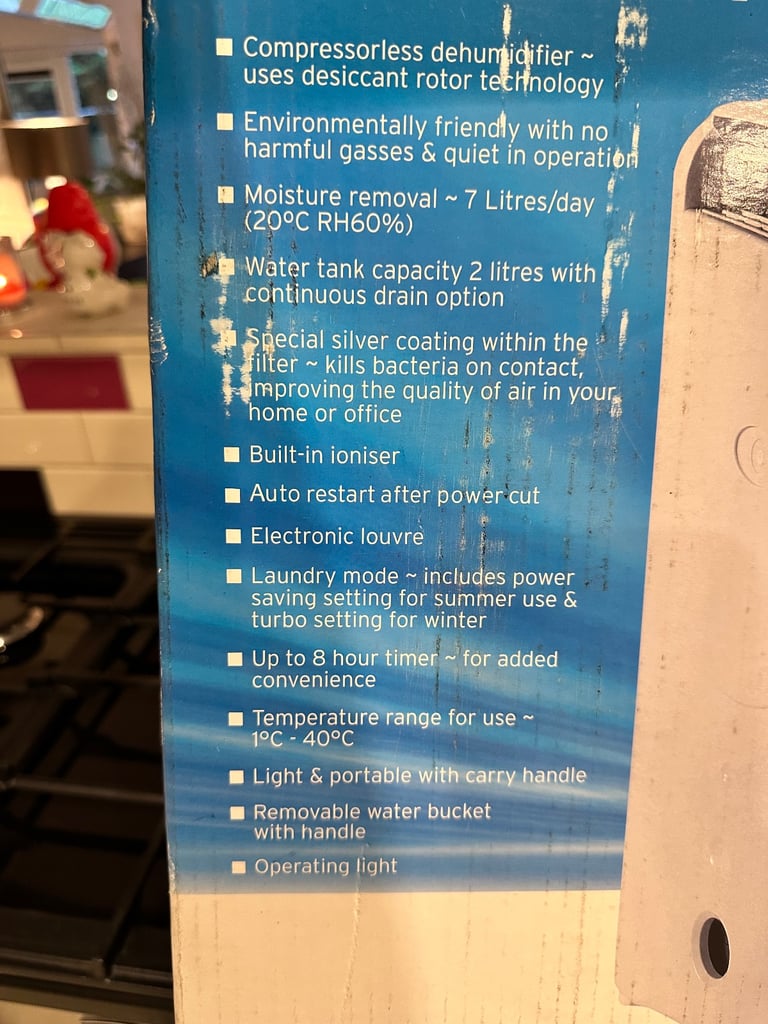 Compressorless dehumidifier ~
uses desiccant rotor technology
Environmentally friendly with no
harmful gasses & quiet in operation
Moisture removal ~ 7 Litres/day
(20ºC RH60%)
Water tank capacity 2 litres with
continuous drain option
Special silver coating within the
filter ~ kills bacteria on contact,
improving the quality of air in your
home or office
Built-in ioniser
Auto restart after power cut
Electronic louvre
Laundry mode ~ includes power
saving setting for summer use &
turbo setting for winter
Up to 8 hour timer ~ for added
convenience
Temperature range for use ~
1ºC - 40ºC
Light & portable with carry handle
Removable water bucket
with handle
Operating light